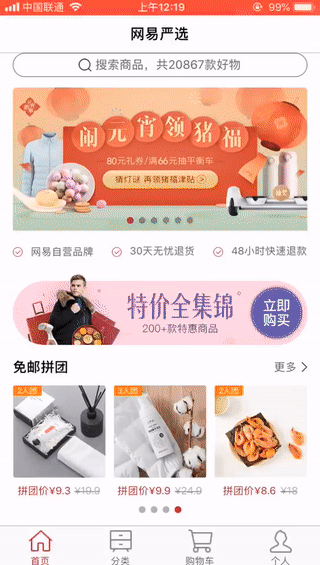 中国联通
上午12:19
99%
网易严选
搜索商品，共20867款好物
闹元宵领猪福
80元礼券/满66元抽平衡车
猜灯谜 再领猪福津贴 >
网易自营品牌
30天无忧退货
48小时快速退款
特价全集锦
200+款特惠商品
立即
购买
免邮拼团
更多
2人团
3人团
2人团
拼团价¥9.3 ¥19.9
拼团价¥9.9 ¥24.9
拼团价¥8.6 ¥18
首页
分类
购物车
个人